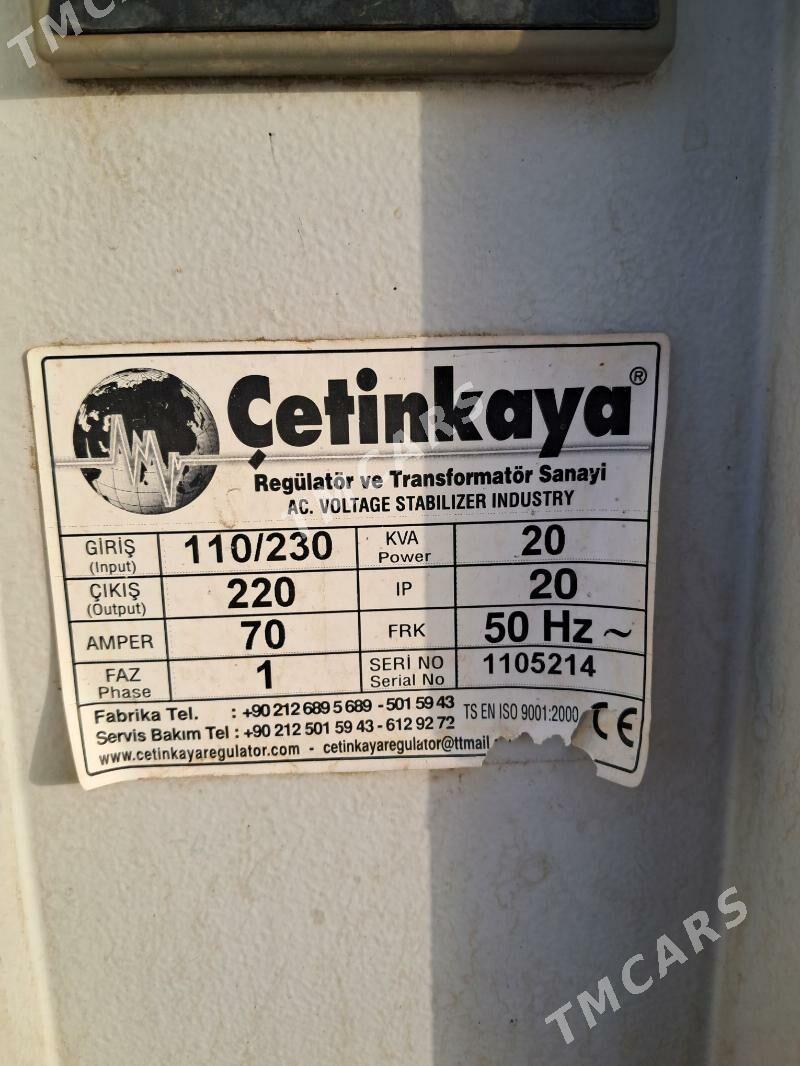 TMCARS
Çetinkaya®
Regülatör ve Transformatör Sanayi
AC. VOLTAGE STABILIZER INDUSTRY
GİRİŞ (Input) 110/230 KVA Power 20
ÇIKIŞ (Output) 220 IP 20
AMPER 70 FRK 50 Hz ~
FAZ Phase 1 SERİ NO Serial No 1105214
Fabrika Tel. : +90 212 689 5 689 - 501 59 43 TS EN ISO 9001:2000 CE
Servis Bakım Tel : +90 212 501 59 43 - 612 92 72
www.cetinkayaregulator.com - cetinkayaregulator@ttmail
TMCARS
TMCARS